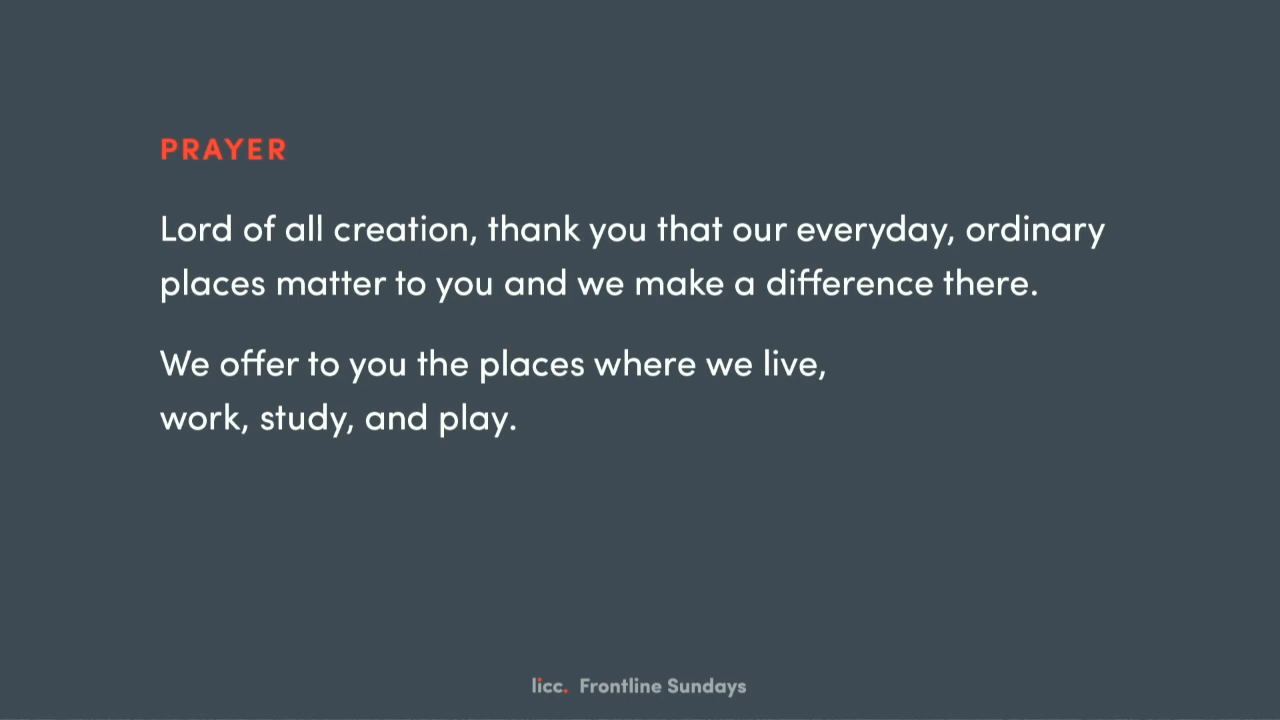 PRAYER
Lord of all creation, thank you that our everyday, ordinary
places matter to you and we make a difference there.
We offer to you the places where we live,
work, study, and play.
licc. Frontline Sundays